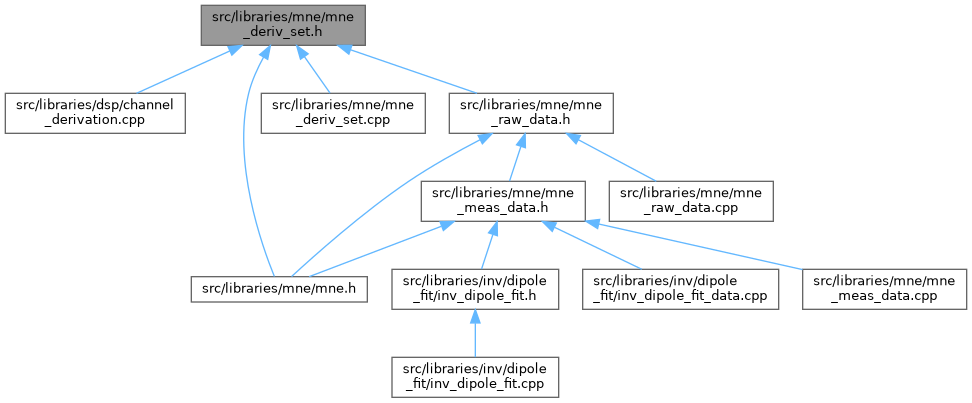 src/libraries/mne/mne
_deriv_set.h
src/libraries/dsp/channel
_derivation.cpp
src/libraries/mne/mne
_deriv_set.cpp
src/libraries/mne/mne
_raw_data.h
src/libraries/mne/mne
_meas_data.h
src/libraries/mne/mne
_raw_data.cpp
src/libraries/mne/mne.h
src/libraries/inv/dipole
_fit/inv_dipole_fit.h
src/libraries/inv/dipole
_fit/inv_dipole_fit_data.cpp
src/libraries/mne/mne
_meas_data.cpp
src/libraries/inv/dipole
_fit/inv_dipole_fit.cpp